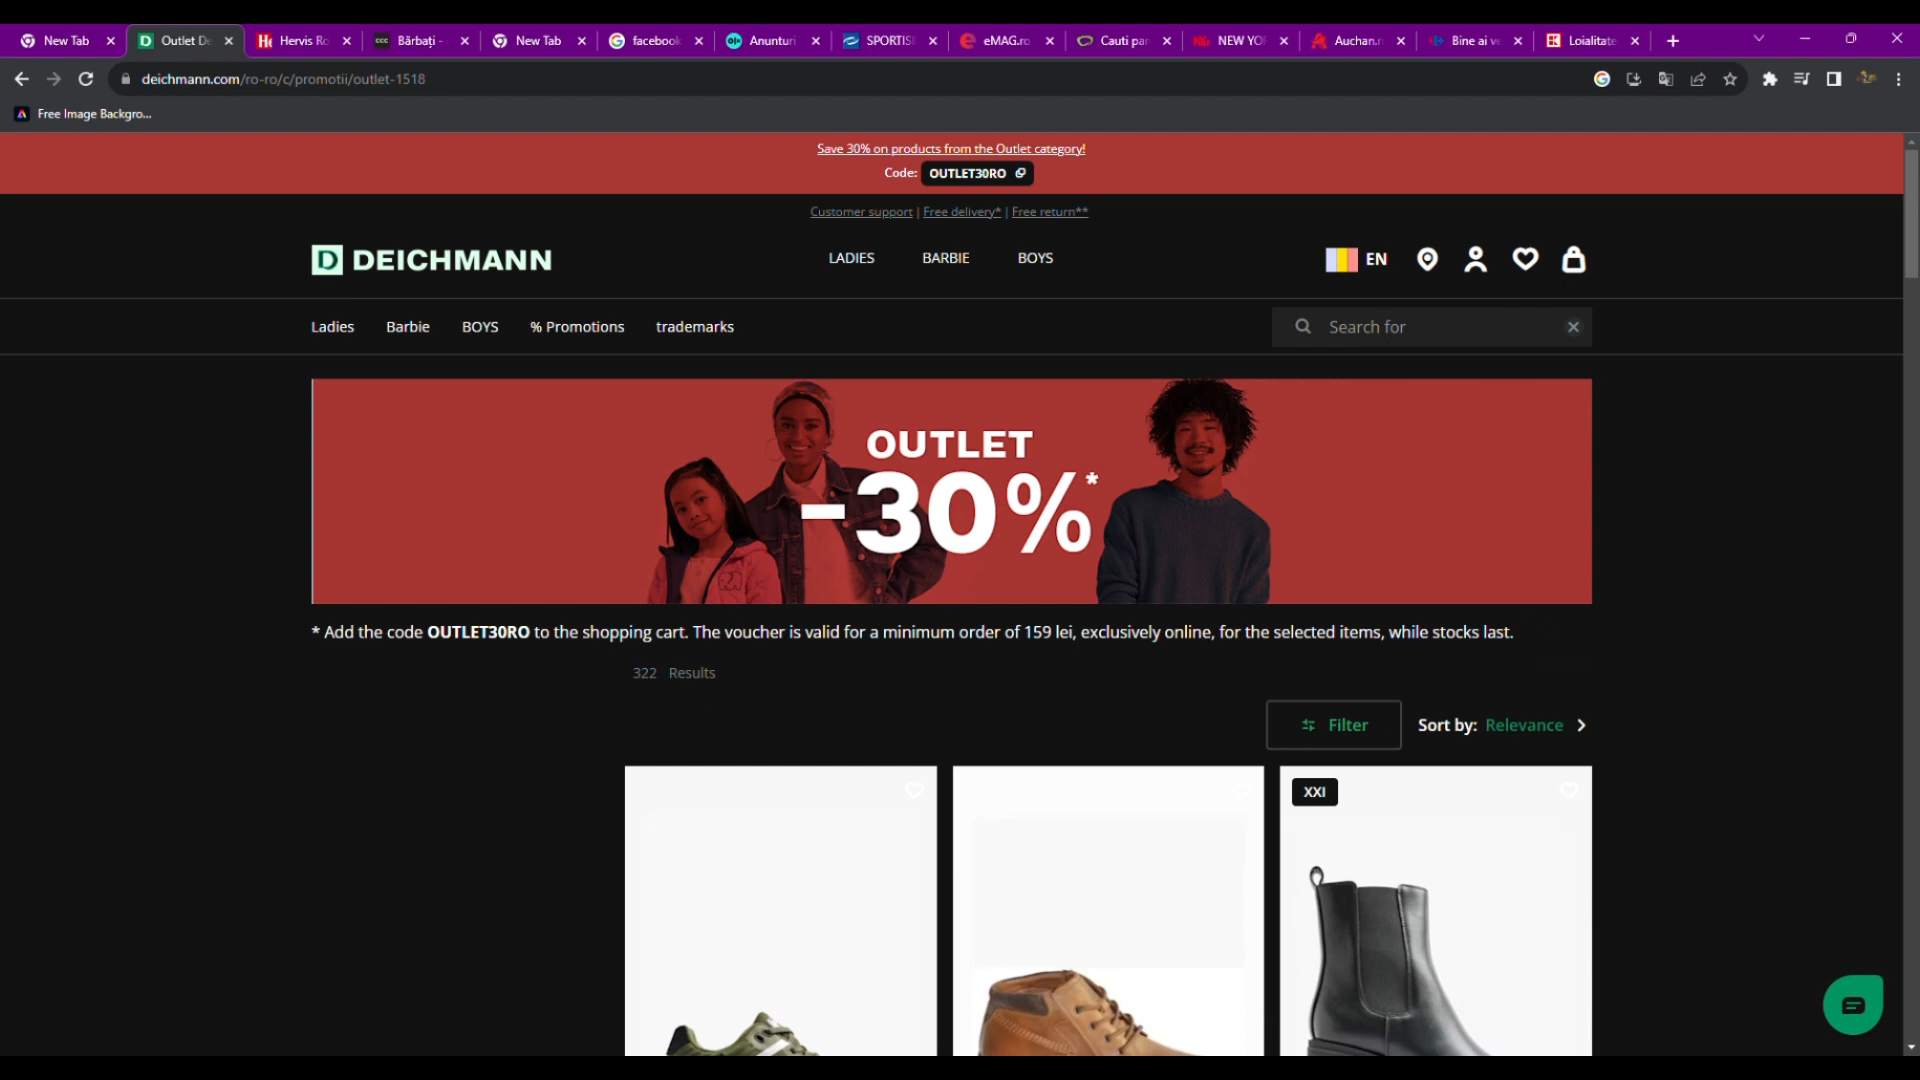 New Tab
Outlet De
Hervis Ro
Bărbați -
New Tab
facebook
Anunturi
SPORTIS
eMAG.ro
Cauti par
NEW YO
Auchan.r
Bine ai ve
Loialitate
deichmann.com/ro-ro/c/promotii/outlet-1518
Free Image Backgro...
Save 30% on products from the Outlet category!
Code: OUTLET30RO
Customer support | Free delivery* | Free return**
D DEICHMANN
LADIES BARBIE BOYS
EN
Ladies Barbie BOYS % Promotions trademarks
Search for
OUTLET
-30%*
* Add the code OUTLET30RO to the shopping cart. The voucher is valid for a minimum order of 159 lei, exclusively online, for the selected items, while stocks last.
322 Results
Filter
Sort by: Relevance
XXI